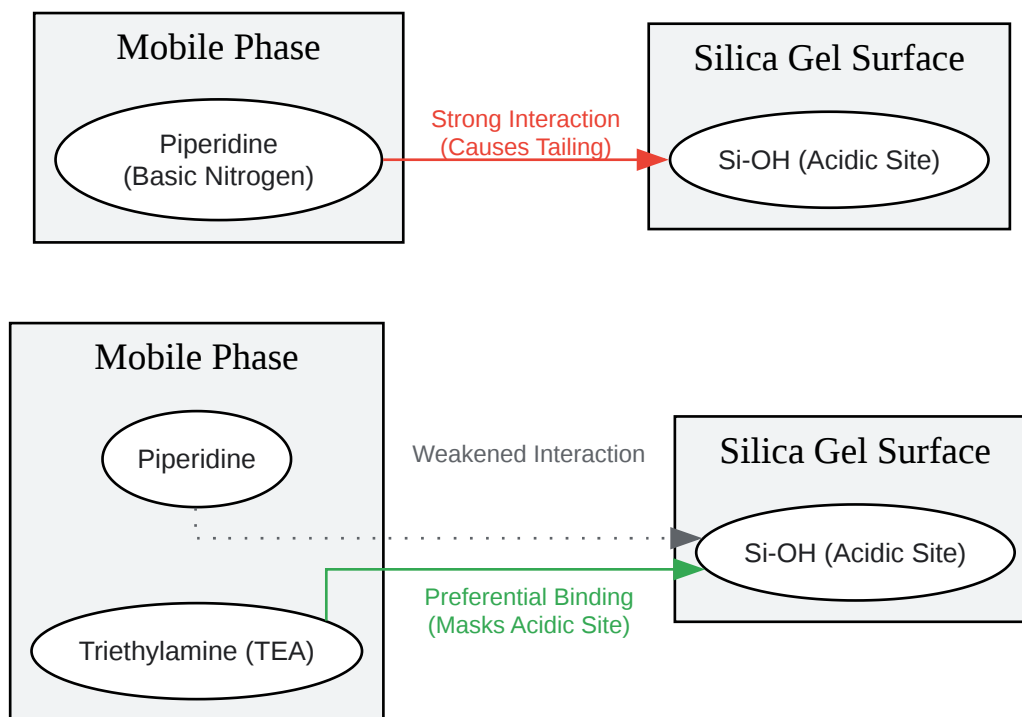 Mobile Phase
Silica Gel Surface
Piperidine
(Basic Nitrogen)
Strong Interaction
(Causes Tailing)
Si-OH (Acidic Site)
Mobile Phase
Piperidine
Weakened Interaction
Silica Gel Surface
Si-OH (Acidic Site)
Preferential Binding
(Masks Acidic Site)
Triethylamine (TEA)